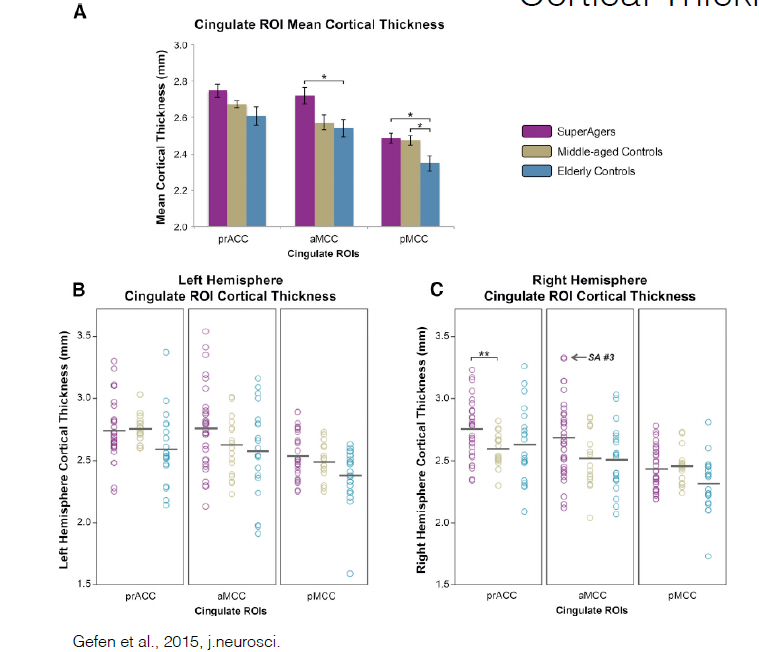 Cortical Thick
A
Cingulate ROI Mean Cortical Thickness
Mean Cortical Thickness (mm)
3.0
2.8
2.6
2.4
2.2
2.0
*
*
*
prACC
aMCC
pMCC
Cingulate ROIs
SuperAgers
Middle-aged Controls
Elderly Controls
B
Left Hemisphere
Cingulate ROI Cortical Thickness
Left Hemisphere Cortical Thickness (mm)
3.5
3.0
2.5
2.0
1.5
prACC
aMCC
pMCC
Cingulate ROIs
C
Right Hemisphere
Cingulate ROI Cortical Thickness
Right Hemisphere Cortical Thickness (mm)
3.5
3.0
2.5
2.0
1.5
**
SA #3
prACC
aMCC
pMCC
Cingulate ROIs
Gefen et al., 2015, j.neurosci.